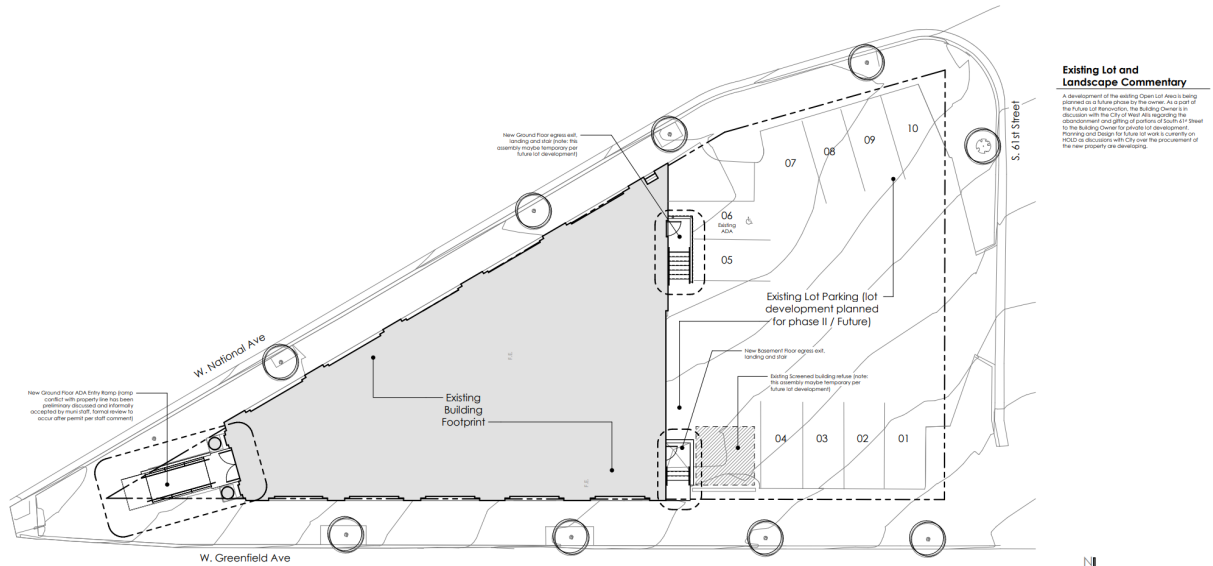 Existing Lot and
Landscape Commentary
A development of the existing Open Lot Area is being
planned as a future phase by the owner. As a part of
the Future Lot Renovation, the Building Owner is in
discussion with the City of West Allis regarding the
abandonment and gifting of portions of South 61st Street
to the Building Owner for private lot development.
Planning and Design for future lot work is currently on
HOLD as discussions with City over the procurement of
the new property are developing.
S. 61st Street
New Ground Floor egress exit,
landing and stair (note: this
assembly maybe temporary per
future lot development)
10
09
08
07
06
Existing
ADA
05
Existing Lot Parking (lot
development planned
for phase II / Future)
W. National Ave
New Basement Floor egress exit,
landing and stair
Existing Screened building refuse (note:
this assembly maybe temporary per
future lot development)
New Ground Floor ADA Entry Ramp (ramp
conflict with property line has been
preliminary discussed and informally
accepted by muni staff, formal review to
occur after permit per staff comment)
Existing
Building
Footprint
04
03
02
01
W. Greenfield Ave
N